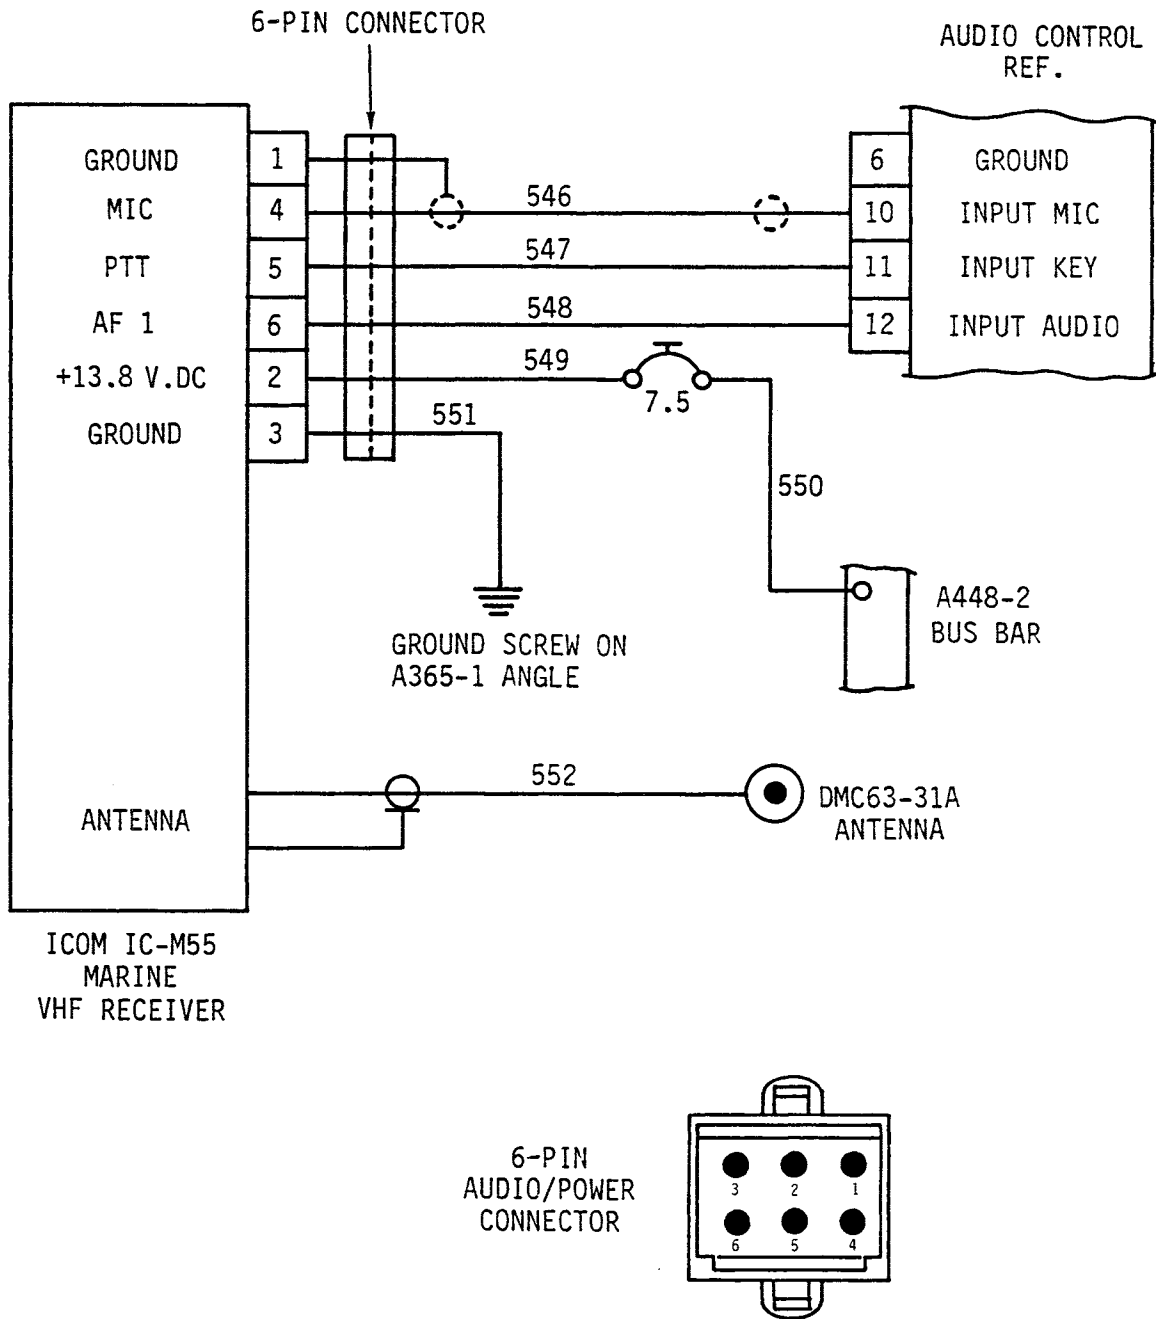 6-PIN CONNECTOR
AUDIO CONTROL
REF.
GROUND 1
6 GROUND
MIC 4
546
10 INPUT MIC
PTT 5
547
11 INPUT KEY
AF 1 6
548
12 INPUT AUDIO
+13.8 V.DC 2
549
7.5
GROUND 3
551
550
A448-2
BUS BAR
GROUND SCREW ON
A365-1 ANGLE
552
ANTENNA
DMC63-31A
ANTENNA
ICOM IC-M55
MARINE
VHF RECEIVER
6-PIN
AUDIO/POWER
CONNECTOR
3 2 1
6 5 4